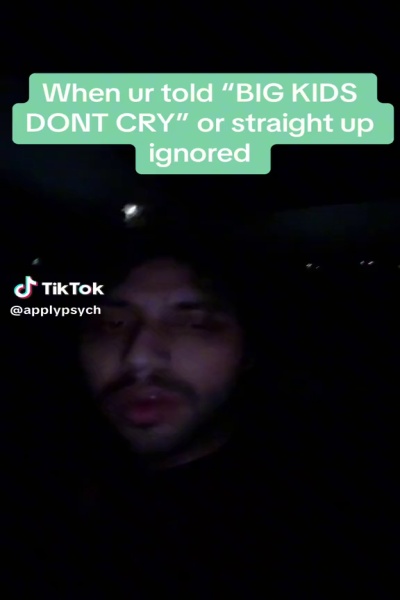 When ur told “BIG KIDS
DONT CRY” or straight up
ignored
TikTok
@applypsych